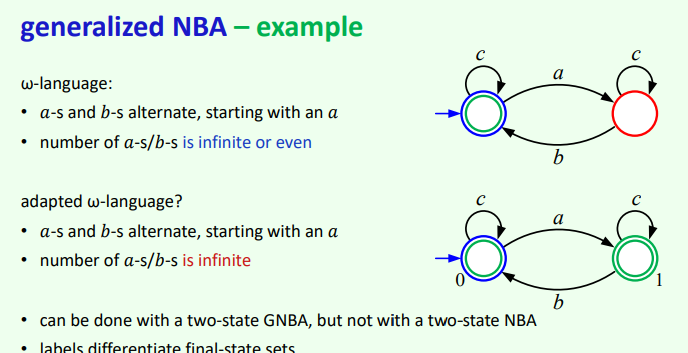 generalized NBA – example
c
c
a
ω-language:
• a-s and b-s alternate, starting with an a
• number of a-s/b-s is infinite or even
b
c
c
adapted ω-language?
a
• a-s and b-s alternate, starting with an a
• number of a-s/b-s is infinite
0
1
b
• can be done with a two-state GNBA, but not with a two-state NBA
• labels differentiate final-state sets